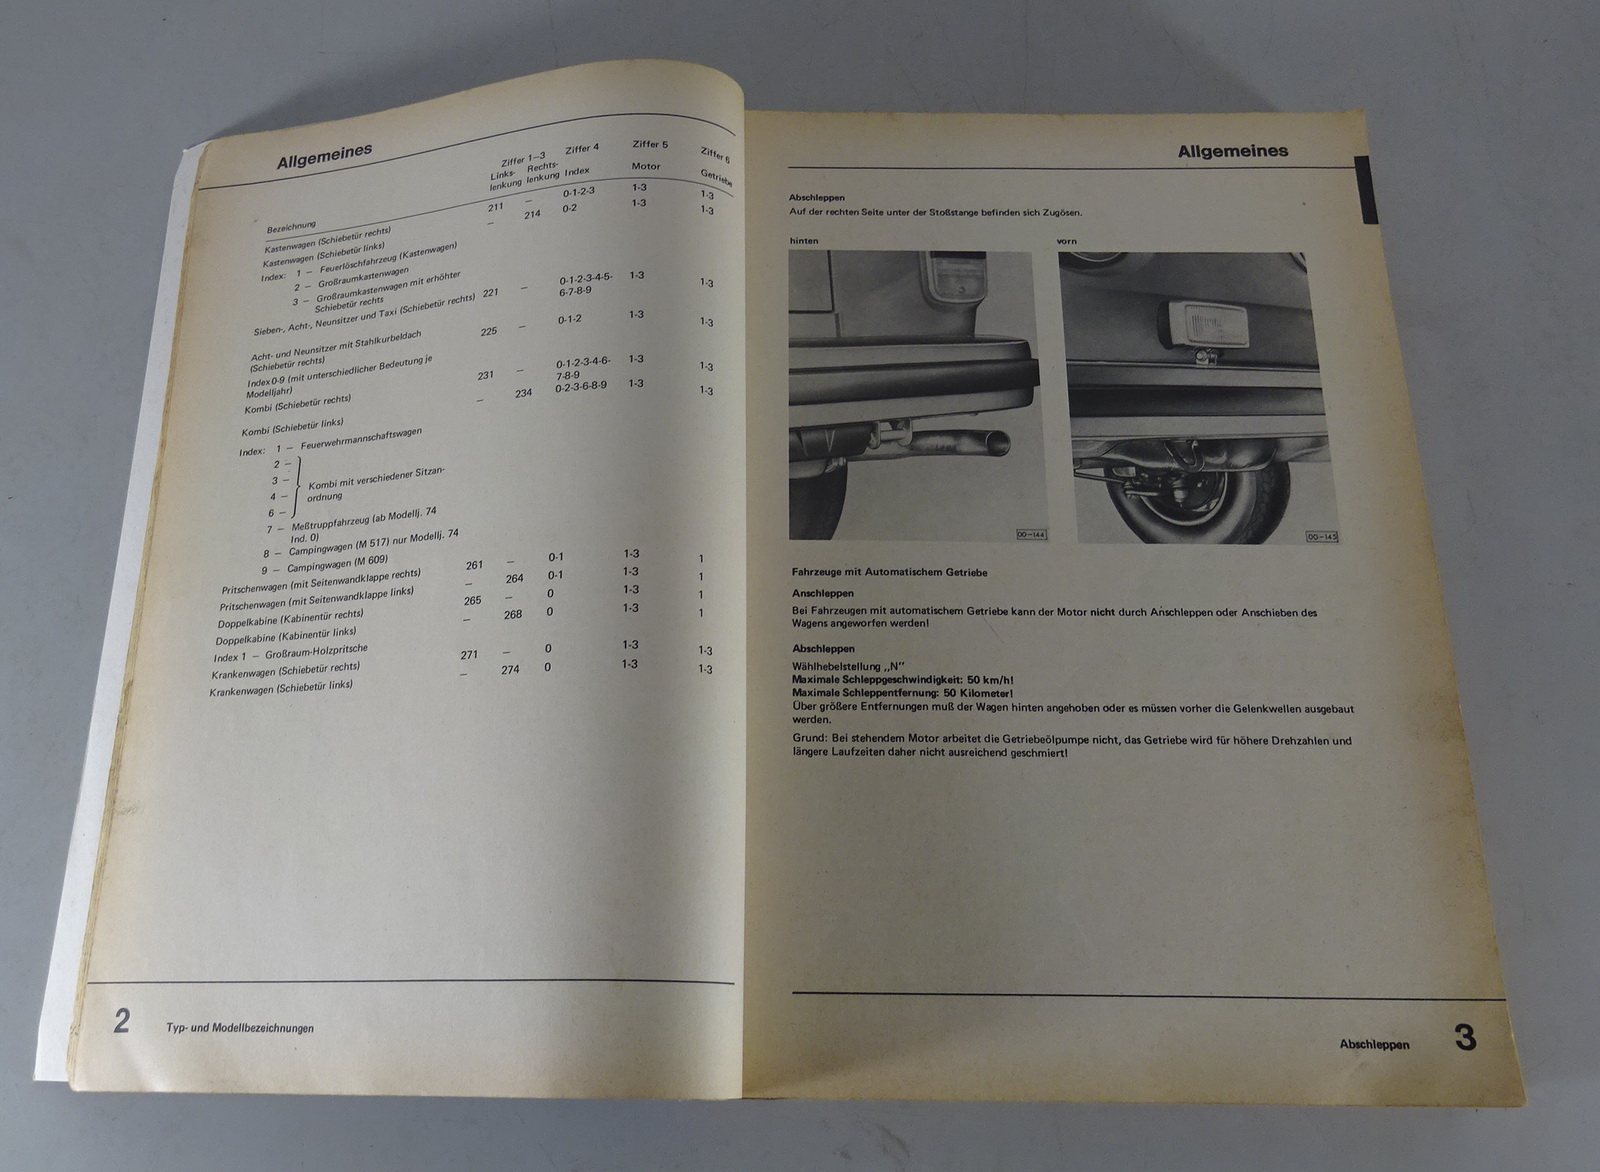 Allgemeines
Ziffer 1–3 Ziffer 4 Ziffer 5 Ziffer 6
Links- Rechts-
lenkung lenkung Index Motor Getriebe
Bezeichnung
Kastenwagen (Schiebetür rechts) 211 – 0-1-2-3 1-3 1-3
Kastenwagen (Schiebetür links) – 214 0-2 1-3 1-3
Index: 1 – Feuerlöschfahrzeug (Kastenwagen)
2 – Großraumkastenwagen
3 – Großraumkastenwagen mit erhöhter
Schiebetür rechts
Sieben-, Acht-, Neunsitzer und Taxi (Schiebetür rechts) 221 – 0-1-2-3-4-5- 1-3 1-3
6-7-8-9
Acht- und Neunsitzer mit Stahlkurbeldach 225 – 0-1-2 1-3 1-3
(Schiebetür rechts)
Index 0-9 (mit unterschiedlicher Bedeutung je
Modelljahr)
Kombi (Schiebetür rechts) 231 – 0-1-2-3-4-6- 1-3 1-3
7-8-9
Kombi (Schiebetür links) – 234 0-2-3-6-8-9 1-3 1-3
Index: 1 – Feuerwehrmannschaftswagen
2 –
3 –
Kombi mit verschiedener Sitzan-
4 –
ordnung
6 –
7 – Meßtruppfahrzeug (ab Modellj. 74
Ind. 0)
8 – Campingwagen (M 517) nur Modellj. 74
9 – Campingwagen (M 609)
Pritschenwagen (mit Seitenwandklappe rechts) 261 – 0-1 1-3 1
Pritschenwagen (mit Seitenwandklappe links) – 264 0-1 1-3 1
Doppelkabine (Kabinentür rechts) 265 – 0 1-3 1
Doppelkabine (Kabinentür links) – 268 0 1-3 1
Index 1 – Großraum-Holzpritsche
Krankenwagen (Schiebetür rechts) 271 – 0 1-3 1-3
Krankenwagen (Schiebetür links) – 274 0 1-3 1-3
2 Typ- und Modellbezeichnungen
Allgemeines
Abschleppen
Auf der rechten Seite unter der Stoßstange befinden sich Zugösen.
hinten vorn
00-144 00-145
Fahrzeuge mit Automatischem Getriebe
Anschleppen
Bei Fahrzeugen mit automatischem Getriebe kann der Motor nicht durch Anschleppen oder Anschieben des
Wagens angeworfen werden!
Abschleppen
Wählhebelstellung „N"
Maximale Schleppgeschwindigkeit: 50 km/h!
Maximale Schleppentfernung: 50 Kilometer!
Über größere Entfernungen muß der Wagen hinten angehoben oder es müssen vorher die Gelenkwellen ausgebaut
werden.
Grund: Bei stehendem Motor arbeitet die Getriebeölpumpe nicht, das Getriebe wird für höhere Drehzahlen und
längere Laufzeiten daher nicht ausreichend geschmiert!
Abschleppen 3